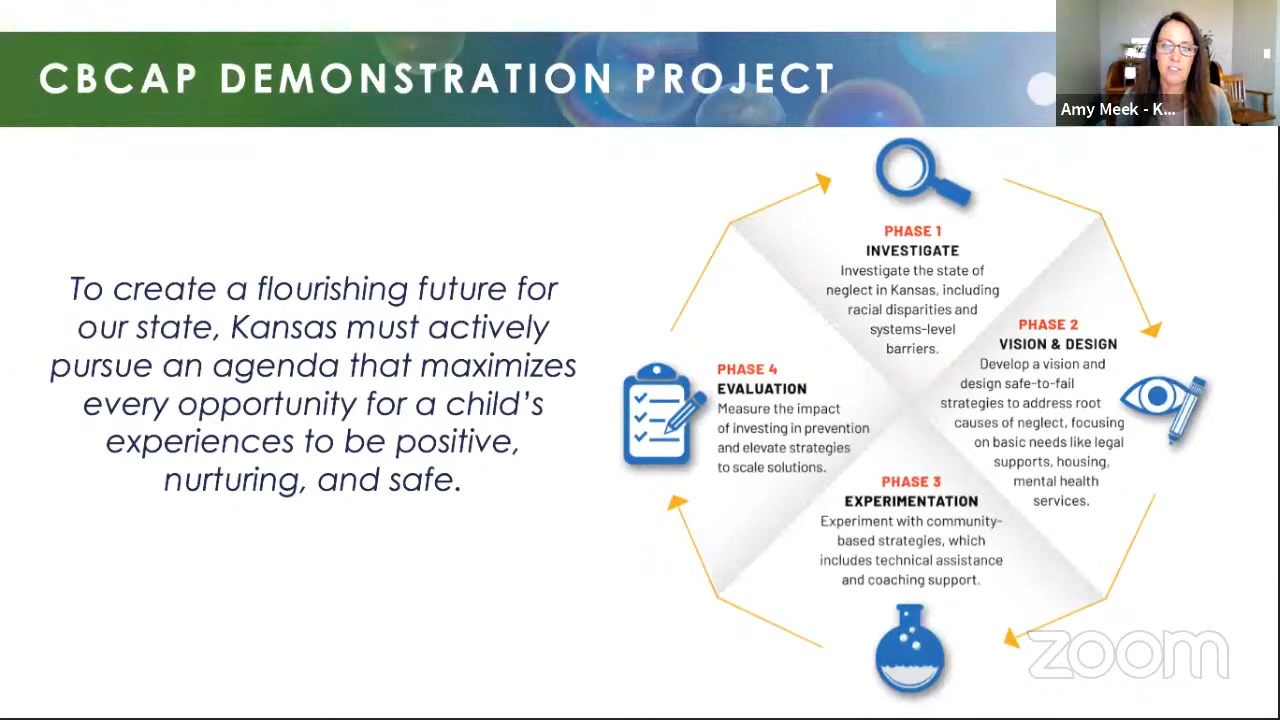 CBCAP DEMONSTRATION PROJECT
Amy Meek - K...
To create a flourishing future for
our state, Kansas must actively
pursue an agenda that maximizes
every opportunity for a child's
experiences to be positive,
nurturing, and safe.
PHASE 1
INVESTIGATE
Investigate the state of
neglect in Kansas, including
racial disparities and
systems-level
barriers.
PHASE 2
VISION & DESIGN
Develop a vision and
design safe-to-fail
strategies to address root
causes of neglect, focusing
on basic needs like legal
supports, housing,
mental health
services.
PHASE 3
EXPERIMENTATION
Experiment with community-
based strategies, which
includes technical assistance
and coaching support.
PHASE 4
EVALUATION
Measure the impact
of investing in prevention
and elevate strategies
to scale solutions.
zoom